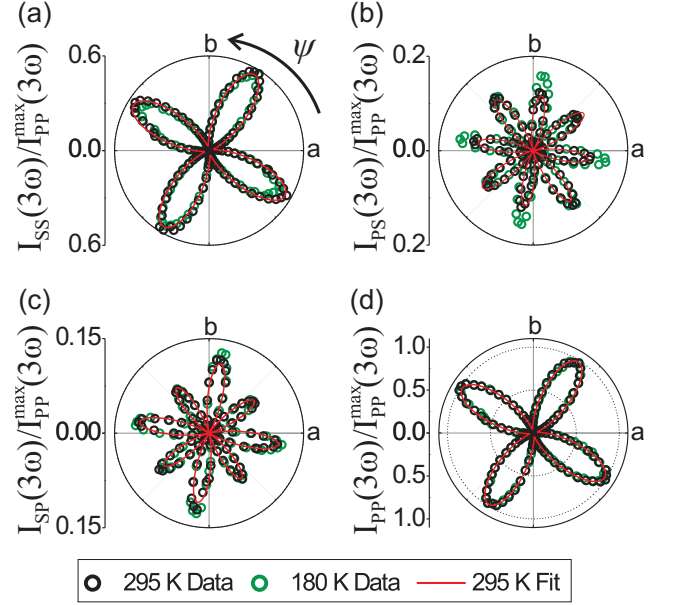 (a)
b
ψ
0.6
0.0
0.6
a
I_SS(3ω)/I_PP^max(3ω)
(b)
b
0.2
0.0
0.2
a
I_PS(3ω)/I_PP^max(3ω)
(c)
b
0.15
0.00
0.15
a
I_SP(3ω)/I_PP^max(3ω)
(d)
b
1.0
0.5
0.0
0.5
1.0
a
I_PP(3ω)/I_PP^max(3ω)
295 K Data 180 K Data 295 K Fit